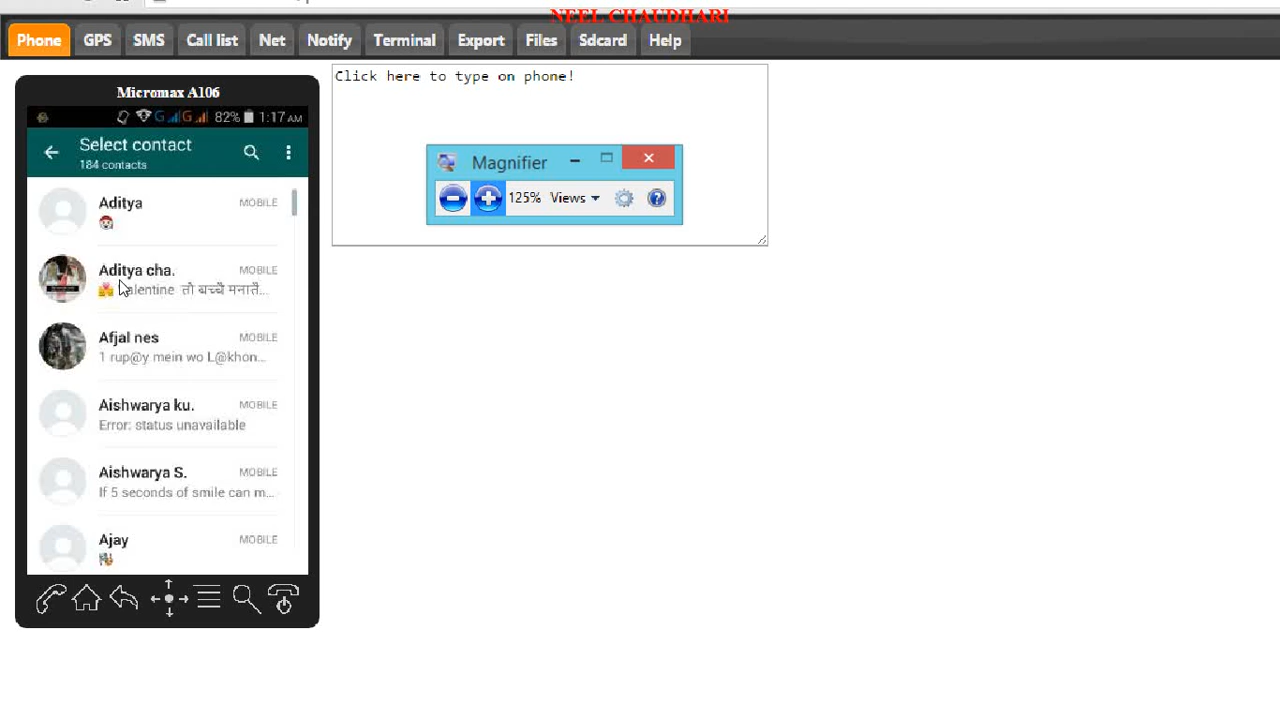 NEEL CHAUDHARI
Phone GPS SMS Call list Net Notify Terminal Export Files Sdcard Help
Micromax A106
G G 82% 1:17 AM
Select contact
184 contacts
Aditya MOBILE
Aditya cha. MOBILE
तो बच्चें मनातें...
Afjal nes MOBILE
1 rup@y mein wo L@khon...
Aishwarya ku. MOBILE
Error: status unavailable
Aishwarya S. MOBILE
If 5 seconds of smile can m...
Ajay MOBILE
Click here to type on phone!
Magnifier
125% Views